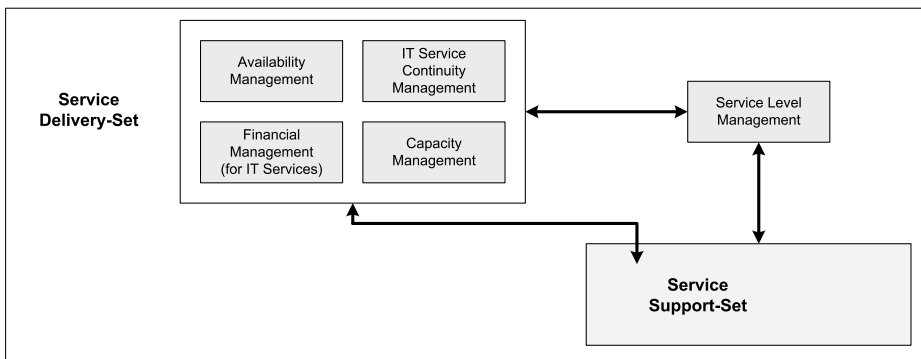 Service
Delivery-Set
Availability
Management
IT Service
Continuity
Management
Financial
Management
(for IT Services)
Capacity
Management
Service Level
Management
Service
Support-Set